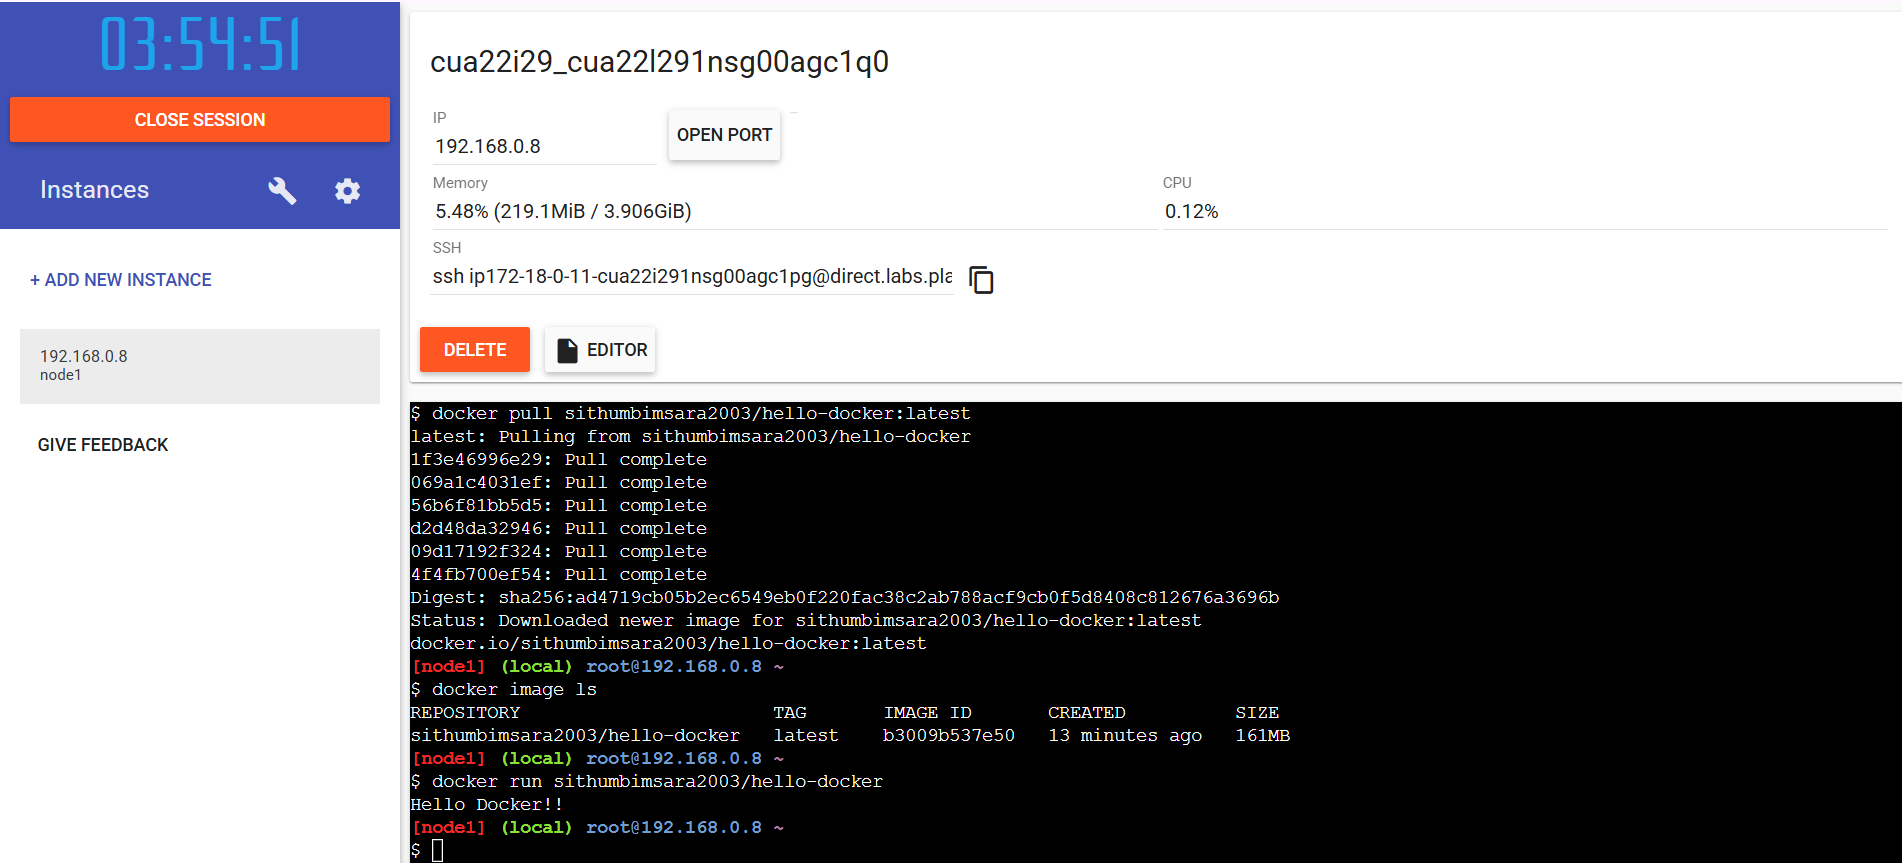 03:54:51
CLOSE SESSION
Instances
+ ADD NEW INSTANCE
192.168.0.8
node1
GIVE FEEDBACK
cua22i29_cua22l291nsg00agc1q0
IP
192.168.0.8
OPEN PORT
Memory
5.48% (219.1MiB / 3.906GiB)
CPU
0.12%
SSH
ssh ip172-18-0-11-cua22i291nsg00agc1pg@direct.labs.pla
DELETE
EDITOR
$ docker pull sithumbimsara2003/hello-docker:latest
latest: Pulling from sithumbimsara2003/hello-docker
1f3e46996e29: Pull complete
069a1c4031ef: Pull complete
56b6f81bb5d5: Pull complete
d2d48da32946: Pull complete
09d17192f324: Pull complete
4f4fb700ef54: Pull complete
Digest: sha256:ad4719cb05b2ec6549eb0f220fac38c2ab788acf9cb0f5d8408c812676a3696b
Status: Downloaded newer image for sithumbimsara2003/hello-docker:latest
docker.io/sithumbimsara2003/hello-docker:latest
[node1] (local) root@192.168.0.8 ~
$ docker image ls
REPOSITORY TAG IMAGE ID CREATED SIZE
sithumbimsara2003/hello-docker latest b3009b537e50 13 minutes ago 161MB
[node1] (local) root@192.168.0.8 ~
$ docker run sithumbimsara2003/hello-docker
Hello Docker!!
[node1] (local) root@192.168.0.8 ~
$